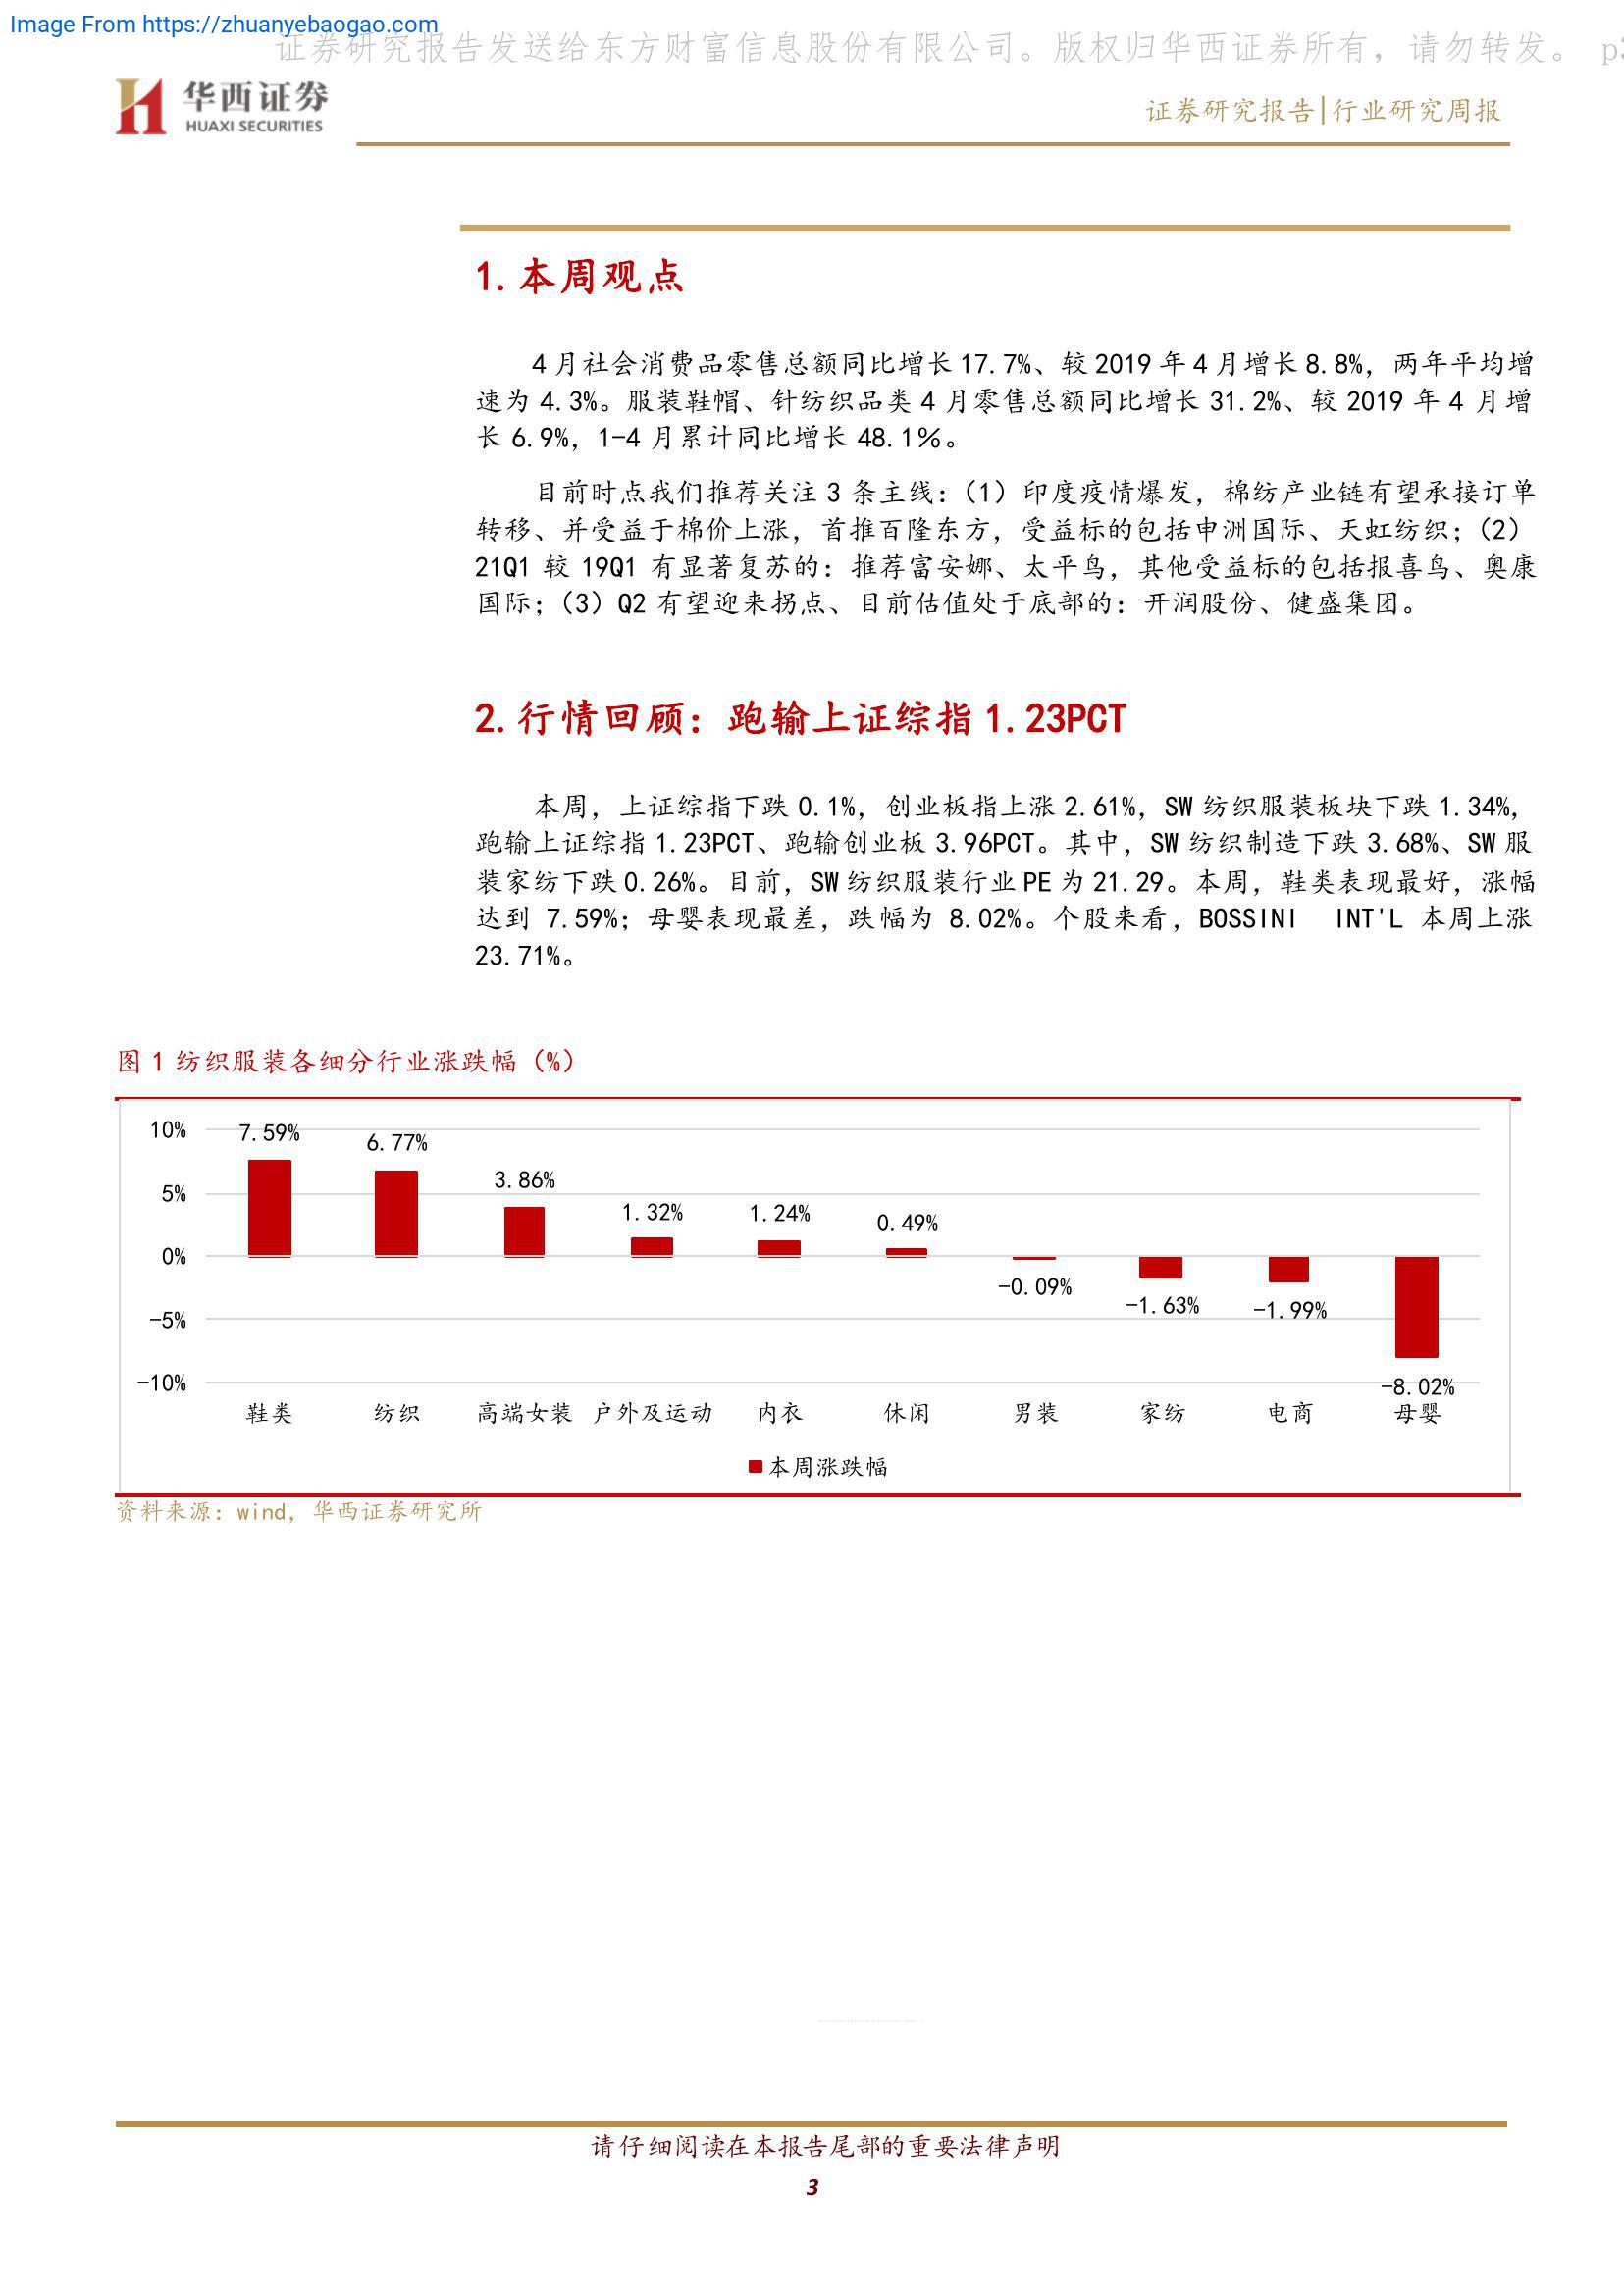 Image From https://zhuanyebaogao.com
证券研究报告发送给东方财富信息股份有限公司。版权归华西证券所有，请勿转发。 p3
华西证券
HUAXI SECURITIES
证券研究报告|行业研究周报
1.本周观点
4月社会消费品零售总额同比增长17.7%、较2019年4月增长8.8%，两年平均增
速为4.3%。服装鞋帽、针纺织品类4月零售总额同比增长31.2%、较2019年4月增
长6.9%，1-4月累计同比增长48.1％。
目前时点我们推荐关注3条主线：（1）印度疫情爆发，棉纺产业链有望承接订单
转移、并受益于棉价上涨，首推百隆东方，受益标的包括申洲国际、天虹纺织；（2）
21Q1较19Q1有显著复苏的：推荐富安娜、太平鸟，其他受益标的包括报喜鸟、奥康
国际；（3）Q2有望迎来拐点、目前估值处于底部的：开润股份、健盛集团。
2.行情回顾：跑输上证综指1.23PCT
本周，上证综指下跌0.1%，创业板指上涨2.61%，SW纺织服装板块下跌1.34%，
跑输上证综指1.23PCT、跑输创业板3.96PCT。其中，SW纺织制造下跌3.68%、SW服
装家纺下跌0.26%。目前，SW纺织服装行业PE为21.29。本周，鞋类表现最好，涨幅
达到7.59%；母婴表现最差，跌幅为8.02%。个股来看，BOSSINI INT'L 本周上涨
23.71%。
图1 纺织服装各细分行业涨跌幅（%）
10%
5%
0%
-5%
-10%
7.59%
6.77%
3.86%
1.32%
1.24%
0.49%
-0.09%
-1.63%
-1.99%
-8.02%
鞋类 纺织 高端女装 户外及运动 内衣 休闲 男装 家纺 电商 母婴
本周涨跌幅
资料来源：wind，华西证券研究所
请仔细阅读在本报告尾部的重要法律声明
3